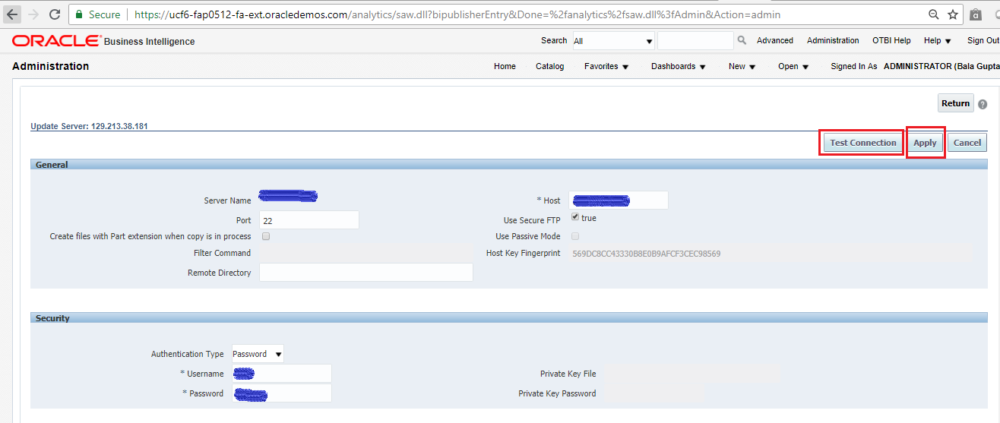 Secure https://ucf6-fap0512-fa-ext.oracledemos.com/analytics/saw.dll?bipublisherEntry&Done=%2fanalytics%2fsaw.dll%3fAdmin&Action=admin
ORACLE Business Intelligence Search All Advanced Administration OTBI Help Help Sign Out
Administration Home Catalog Favorites Dashboards New Open Signed In As ADMINISTRATOR (Bala Gupta
Return
Update Server: 129.213.38.181
Test Connection Apply Cancel
General
Server Name * Host
Port 22 Use Secure FTP true
Create files with Part extension when copy is in process Use Passive Mode
Filter Command Host Key Fingerprint 569DC8CC43330B8E0B9AFCF3CEC98569
Remote Directory
Security
Authentication Type Password
* Username Private Key File
* Password Private Key Password